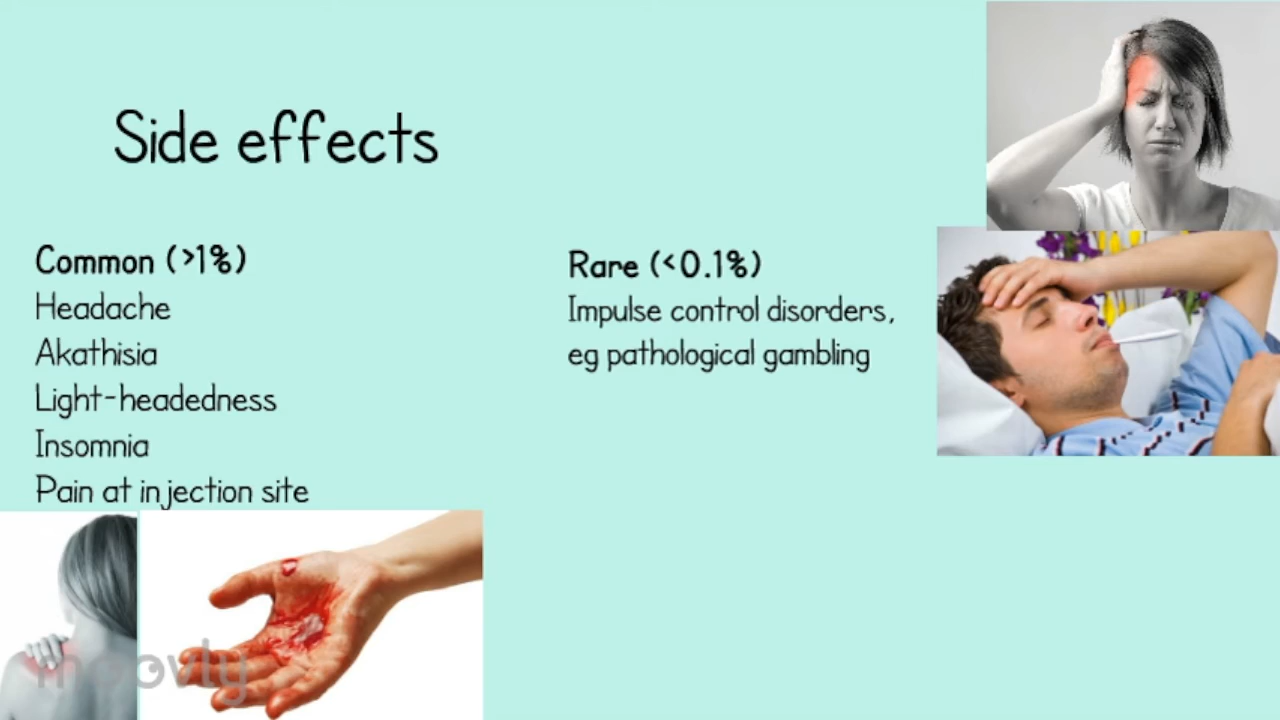 Side effects
Common (>1%)
Headache
Akathisia
Light-headedness
Insomnia
Pain at injection site
Rare (<0.1%)
Impulse control disorders,
eg pathological gambling
moovly